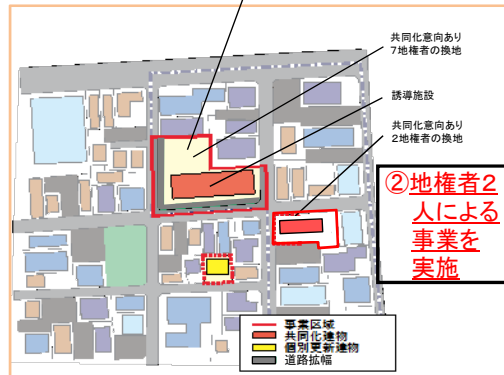 共同化意向あり
7地権者の換地
誘導施設
共同化意向あり
2地権者の換地
②地権者2
人による
事業を
実施
事業区域
共同化建物
個別更新建物
道路拡幅